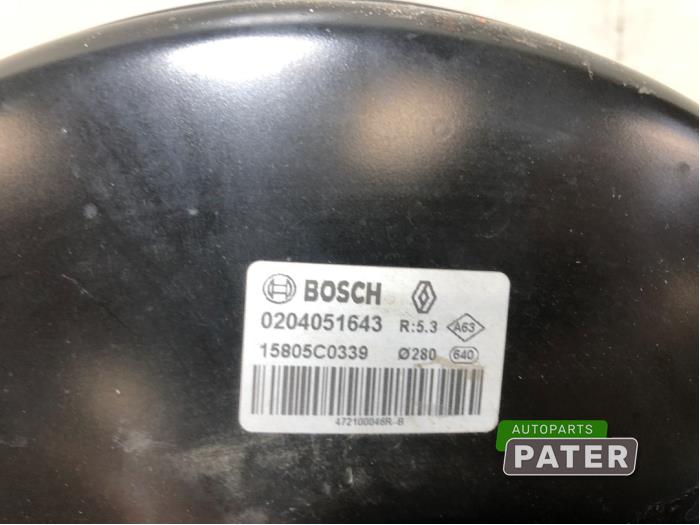 BOSCH
0204051643 R:5.3 A63
15805C0339 Ø280 640
472100046R--B
AUTOPARTS
PATER